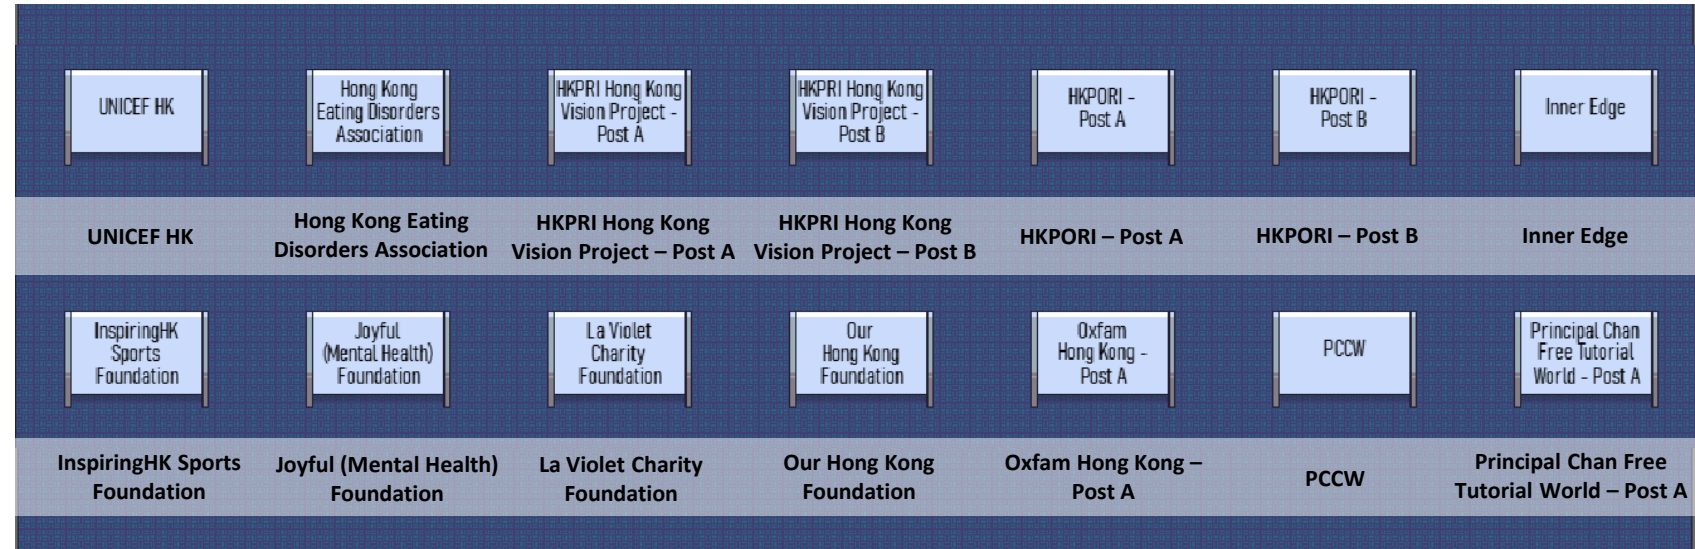 UNICEF HK
Hong Kong
Eating Disorders
Association
HKPRI Hong Kong
Vision Project -
Post A
HKPRI Hong Kong
Vision Project -
Post B
HKPORI -
Post A
HKPORI -
Post B
Inner Edge
UNICEF HK
Hong Kong Eating
Disorders Association
HKPRI Hong Kong
Vision Project – Post A
HKPRI Hong Kong
Vision Project – Post B
HKPORI – Post A
HKPORI – Post B
Inner Edge
InspiringHK
Sports
Foundation
Joyful
(Mental Health)
Foundation
La Violet
Charity
Foundation
Our
Hong Kong
Foundation
Oxfam
Hong Kong -
Post A
PCCW
Principal Chan
Free Tutorial
World - Post A
InspiringHK Sports
Foundation
Joyful (Mental Health)
Foundation
La Violet Charity
Foundation
Our Hong Kong
Foundation
Oxfam Hong Kong –
Post A
PCCW
Principal Chan Free
Tutorial World – Post A